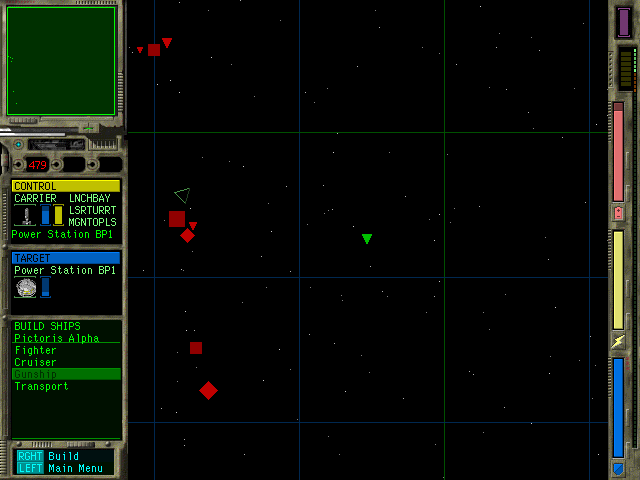 479
CONTROL
CARRIER LNCHBAY
LSRTURRT
MGNTOPLS
Power Station BP1
TARGET
Power Station BP1
BUILD SHIPS
Pictoris Alpha
Fighter
Cruiser
Gunship
Transport
RGHT Build
LEFT Main Menu